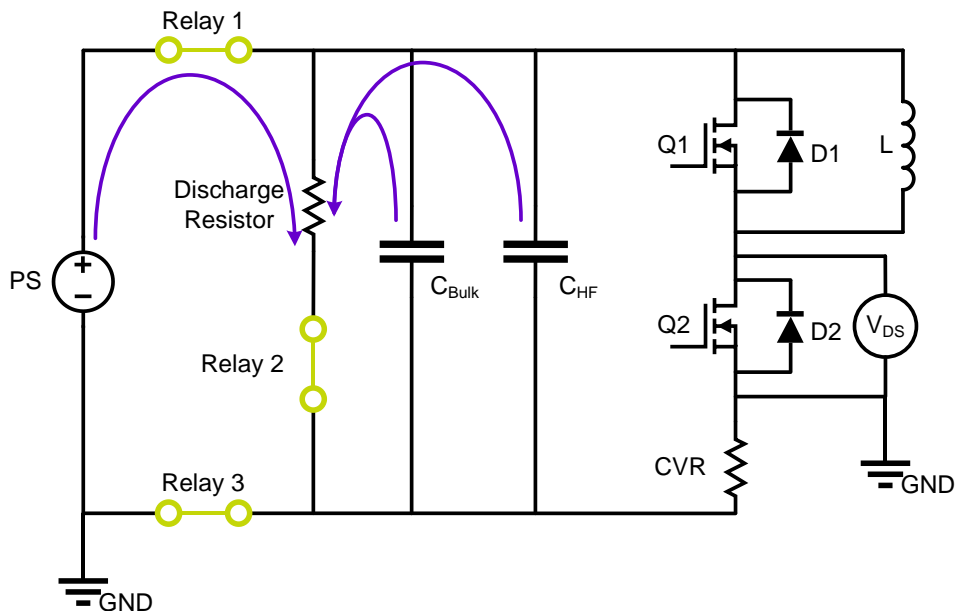 Relay 1
Q1
D1
L
Discharge
Resistor
+
−
PS
C_Bulk
C_HF
Q2
D2
V_DS
Relay 2
CVR
Relay 3
GND
GND